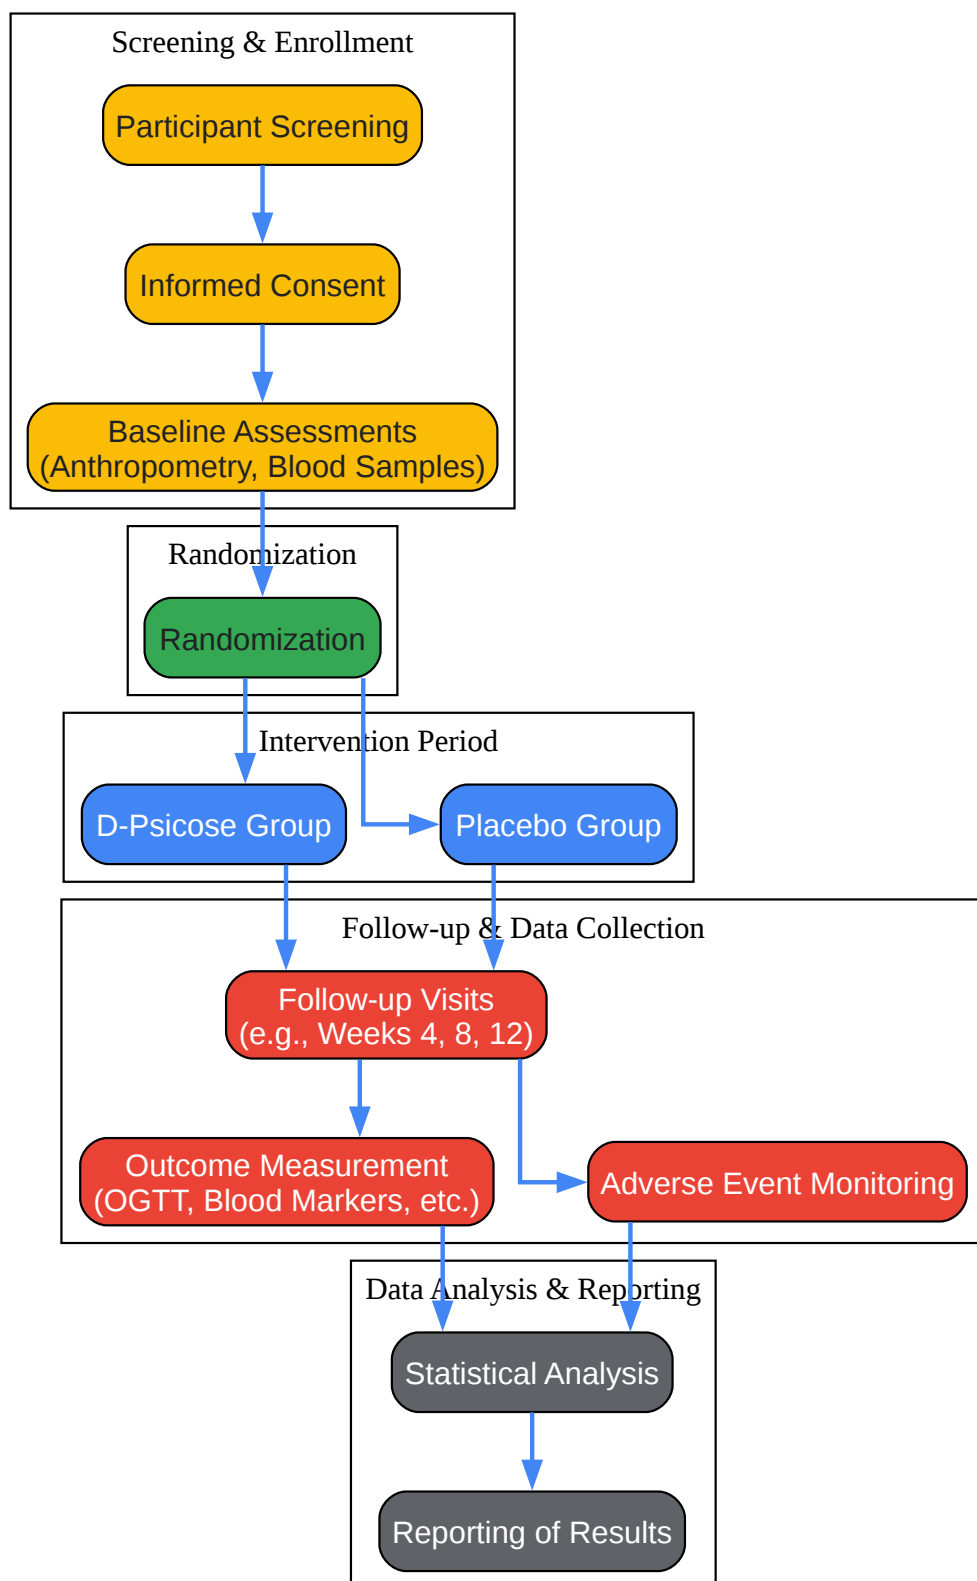 Screening & Enrollment
Participant Screening
Informed Consent
Baseline Assessments
(Anthropometry, Blood Samples)
Randomization
Randomization
Intervention Period
D-Psicose Group
Placebo Group
Follow-up & Data Collection
Follow-up Visits
(e.g., Weeks 4, 8, 12)
Outcome Measurement
(OGTT, Blood Markers, etc.)
Adverse Event Monitoring
Data Analysis & Reporting
Statistical Analysis
Reporting of Results